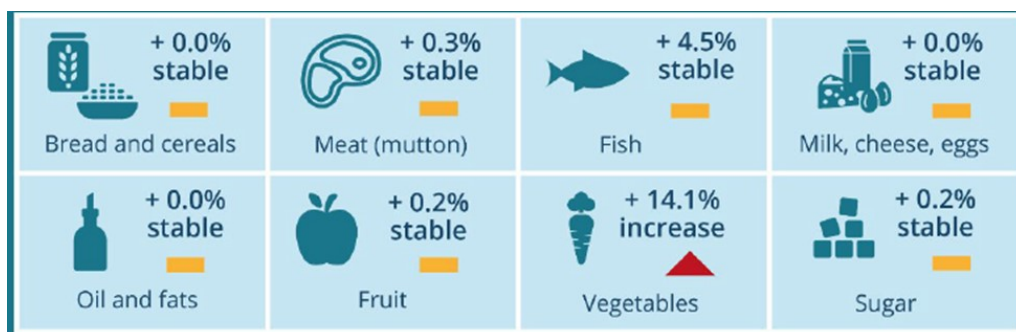 + 0.0%
stable
Bread and cereals
+ 0.3%
stable
Meat (mutton)
+ 4.5%
stable
Fish
+ 0.0%
stable
Milk, cheese, eggs
+ 0.0%
stable
Oil and fats
+ 0.2%
stable
Fruit
+ 14.1%
increase
Vegetables
+ 0.2%
stable
Sugar